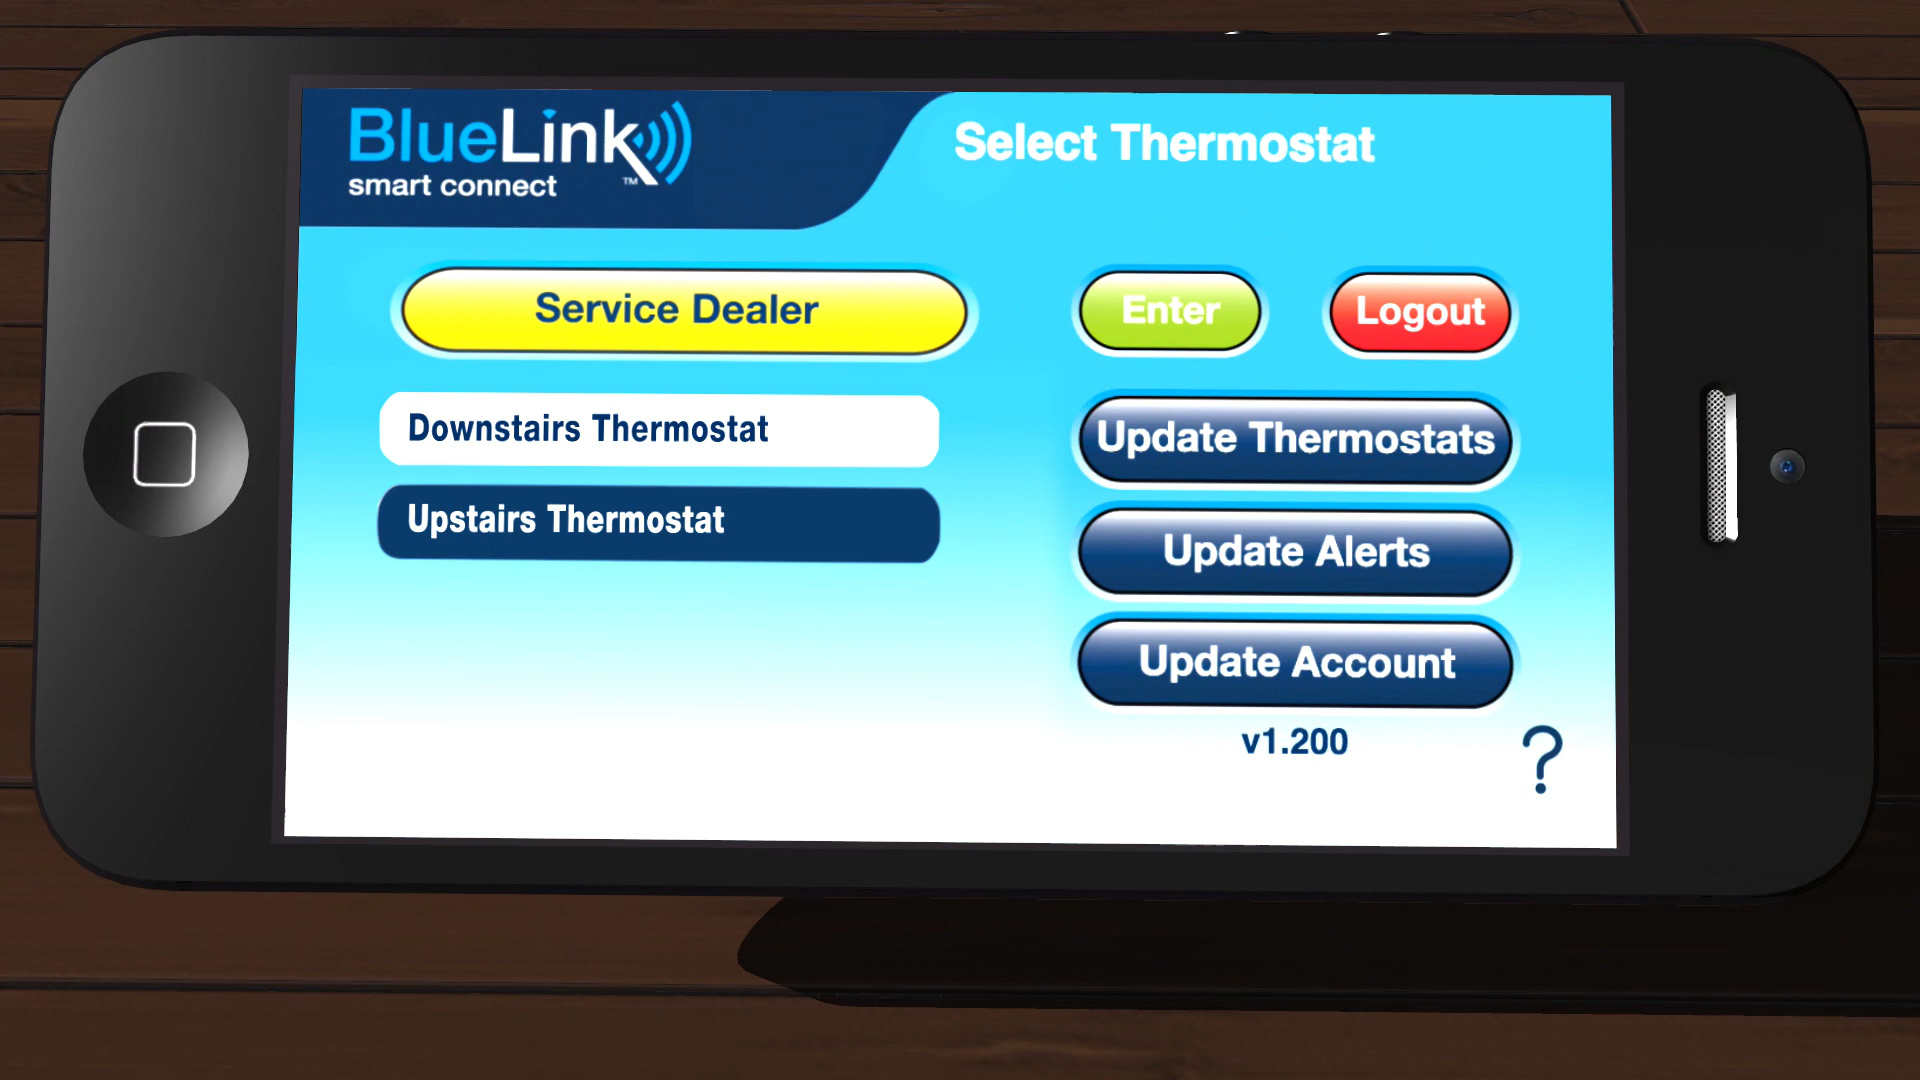 BlueLink
™
smart connect
Select Thermostat
Service Dealer
Enter
Logout
Downstairs Thermostat
Update Thermostats
Upstairs Thermostat
Update Alerts
Update Account
v1.200
?